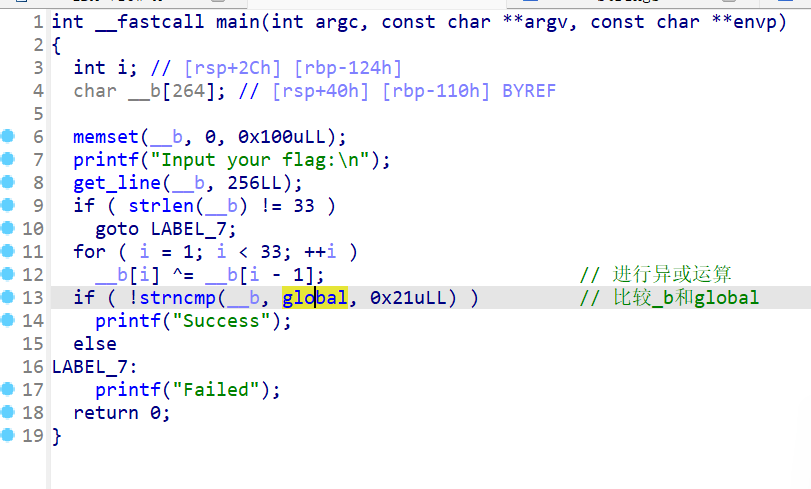 1 int __fastcall main(int argc, const char **argv, const char **envp)
2 {
3   int i; // [rsp+2Ch] [rbp-124h]
4   char __b[264]; // [rsp+40h] [rbp-110h] BYREF
5
6   memset(__b, 0, 0x100uLL);
7   printf("Input your flag:\n");
8   get_line(__b, 256LL);
9   if ( strlen(__b) != 33 )
10     goto LABEL_7;
11   for ( i = 1; i < 33; ++i )
12     __b[i] ^= __b[i - 1];                       // 进行异或运算
13   if ( !strncmp(__b, global, 0x21uLL) )         // 比较_b和global
14     printf("Success");
15   else
16 LABEL_7:
17     printf("Failed");
18   return 0;
19 }